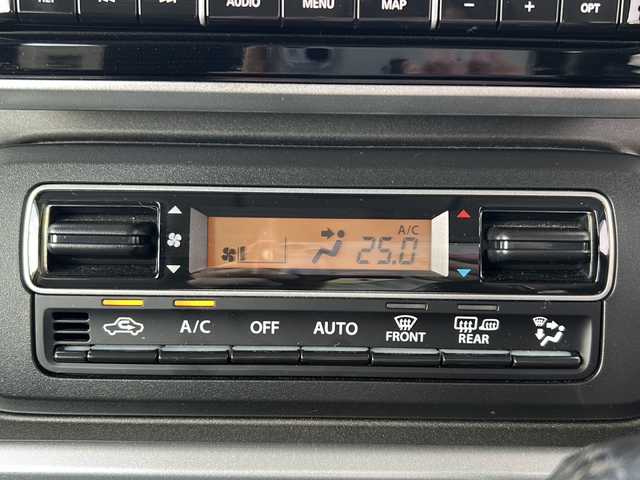 AUDIO MENU MAP − + OPT
A/C
25.0
A/C OFF AUTO FRONT REAR